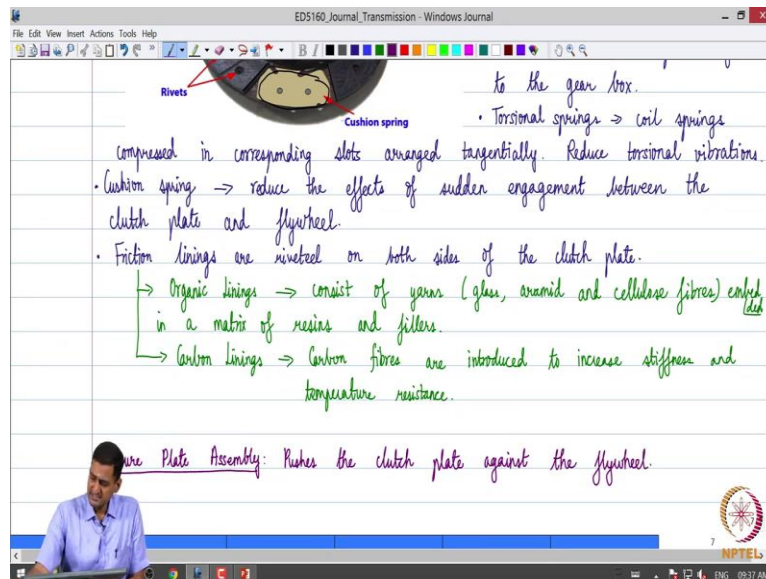 ED5160_Journal_Transmission - Windows Journal
File Edit View Insert Actions Tools Help
Rivets
Cushion spring
to the gear box.
• Torsional springs → coil springs
compressed in corresponding slots arranged tangentially. Reduce torsional vibrations.
• Cushion spring → reduce the effects of sudden engagement between the
clutch plate and flywheel.
• Friction linings are riveted on both sides of the clutch plate.
→ Organic Linings → consist of yarns (glass, aramid and cellulose fibres) embed
ded
in a matrix of resins and fillers.
→ Carbon Linings → Carbon fibres are introduced to increase stiffness and
temperature resistance.
ure Plate Assembly: Pushes the clutch plate against the flywheel.
7
NPTEL
ENG 09:37 AM